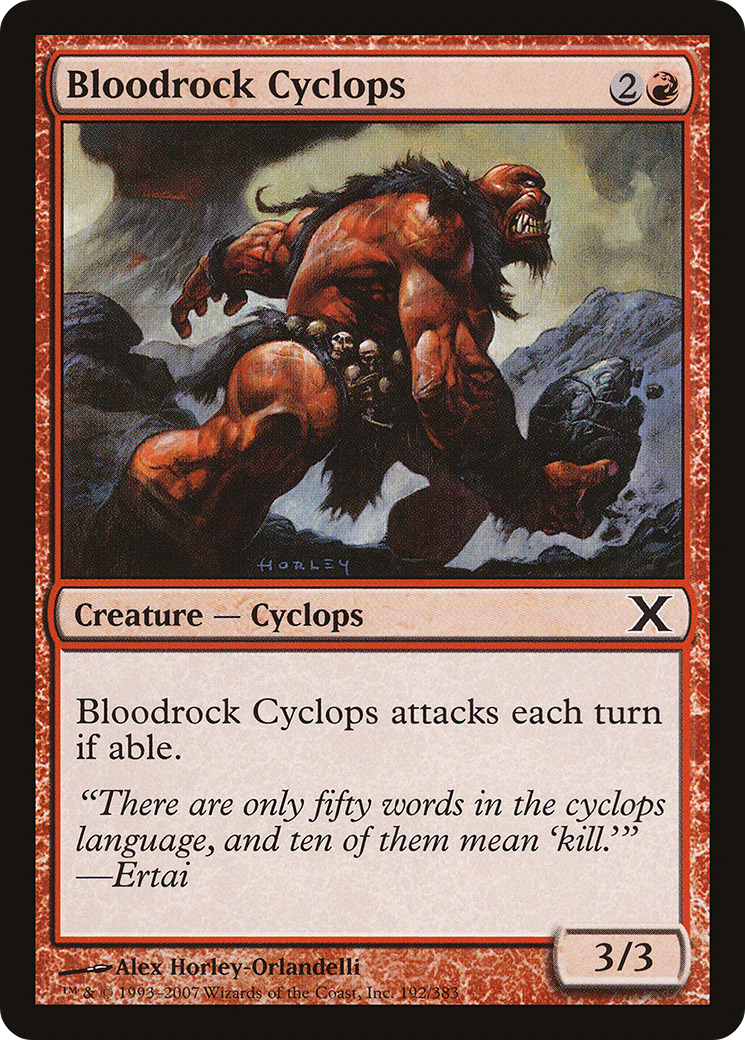 Bloodrock Cyclops 2
HORLEY
Creature — Cyclops X
Bloodrock Cyclops attacks each turn
if able.
“There are only fifty words in the cyclops
language, and ten of them mean ‘kill.’”
—Ertai
3/3
Alex Horley-Orlandelli
™ & © 1993–2007 Wizards of the Coast, Inc. 192/383